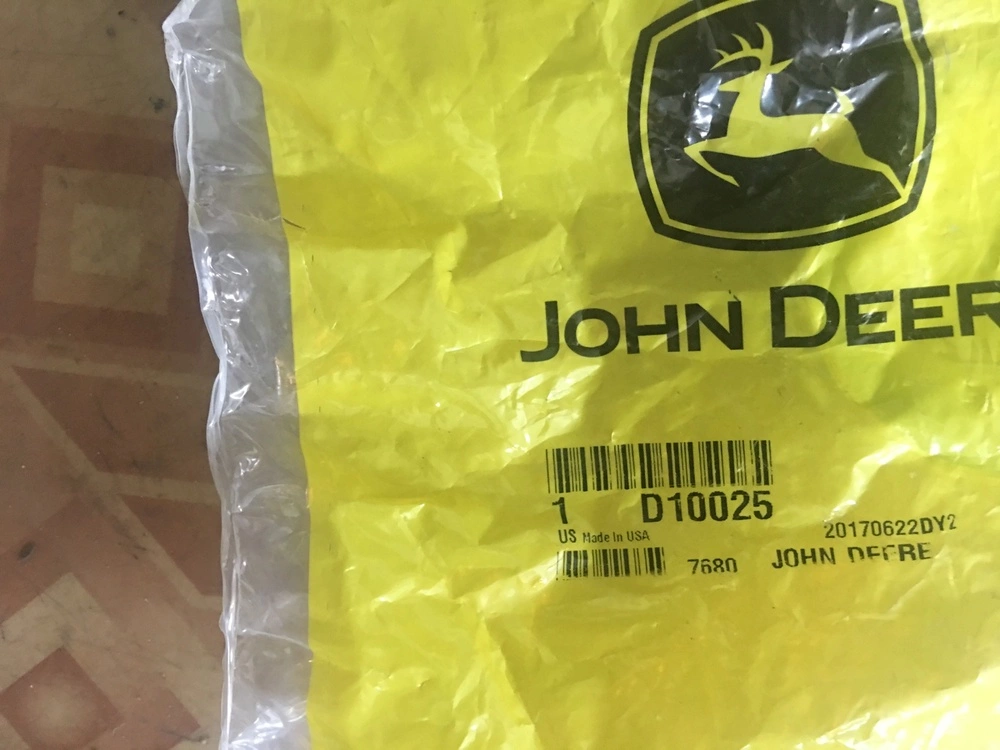 JOHN DEER
1 D10025
US Made In USA
20170622DY2
7680 JOHN DEERE